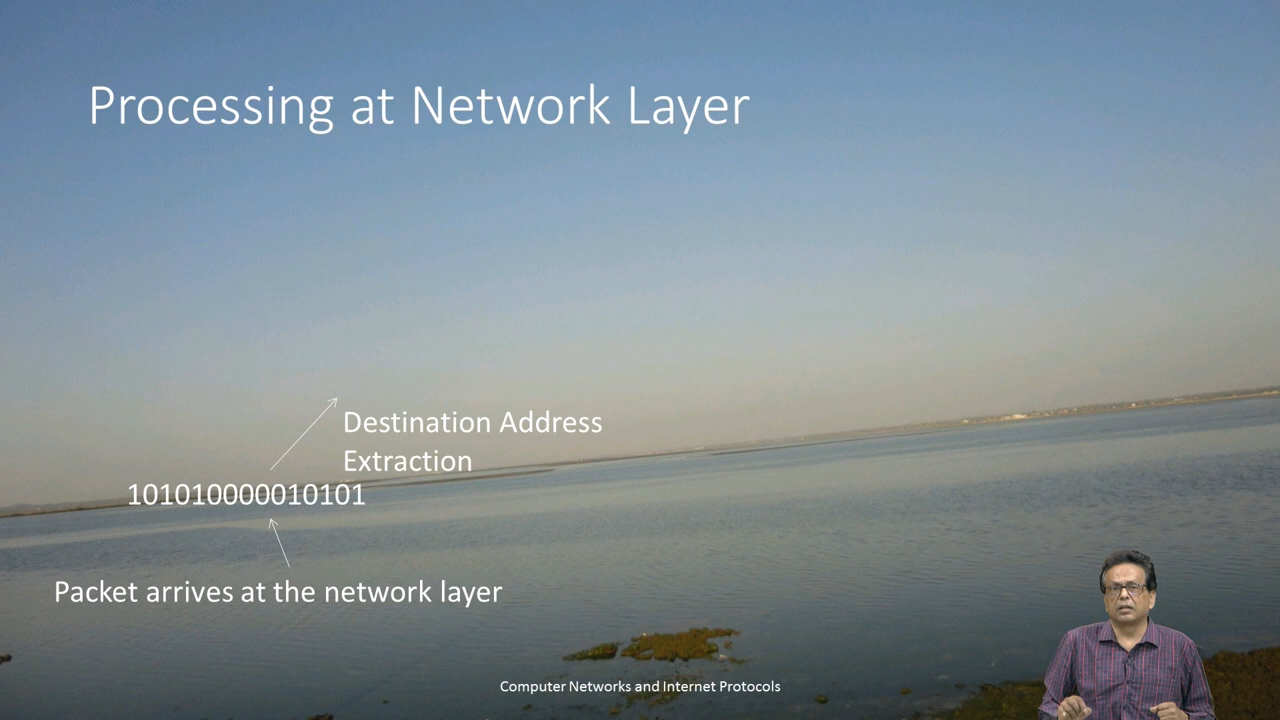 Processing at Network Layer
Destination Address
Extraction
101010000010101
Packet arrives at the network layer
Computer Networks and Internet Protocols